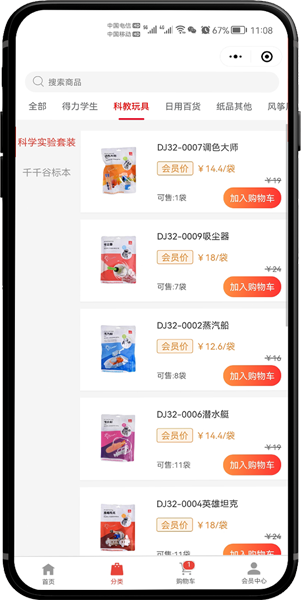 中国电信 HD
中国移动 HD
67% 11:08
搜索商品
全部 得力学生 科教玩具 日用百货 纸品其他 风筝
科学实验套装
千千谷标本
DJ32-0007调色大师
会员价 ￥14.4/袋
￥19
可售:1袋 加入购物车
DJ32-0009吸尘器
会员价 ￥18/袋
￥24
可售:7袋 加入购物车
DJ32-0002蒸汽船
会员价 ￥12.6/袋
￥16
可售:8袋 加入购物车
DJ32-0006潜水艇
会员价 ￥14.4/袋
￥19
可售:11袋 加入购物车
DJ32-0004英雄坦克
会员价 ￥18/袋
￥24
可售:11袋 加入购物车
1
首页 分类 购物车 会员中心